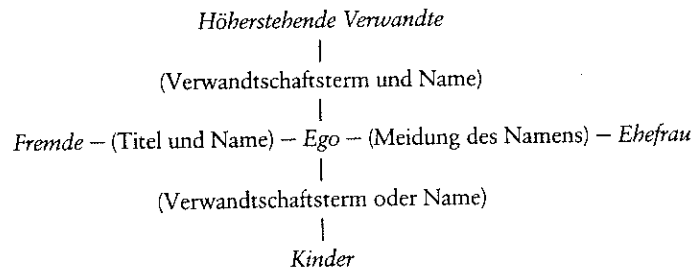 Höherstehende Verwandte
(Verwandtschaftsterm und Name)
Fremde – (Titel und Name) – Ego – (Meidung des Namens) – Ehefrau
(Verwandtschaftsterm oder Name)
Kinder